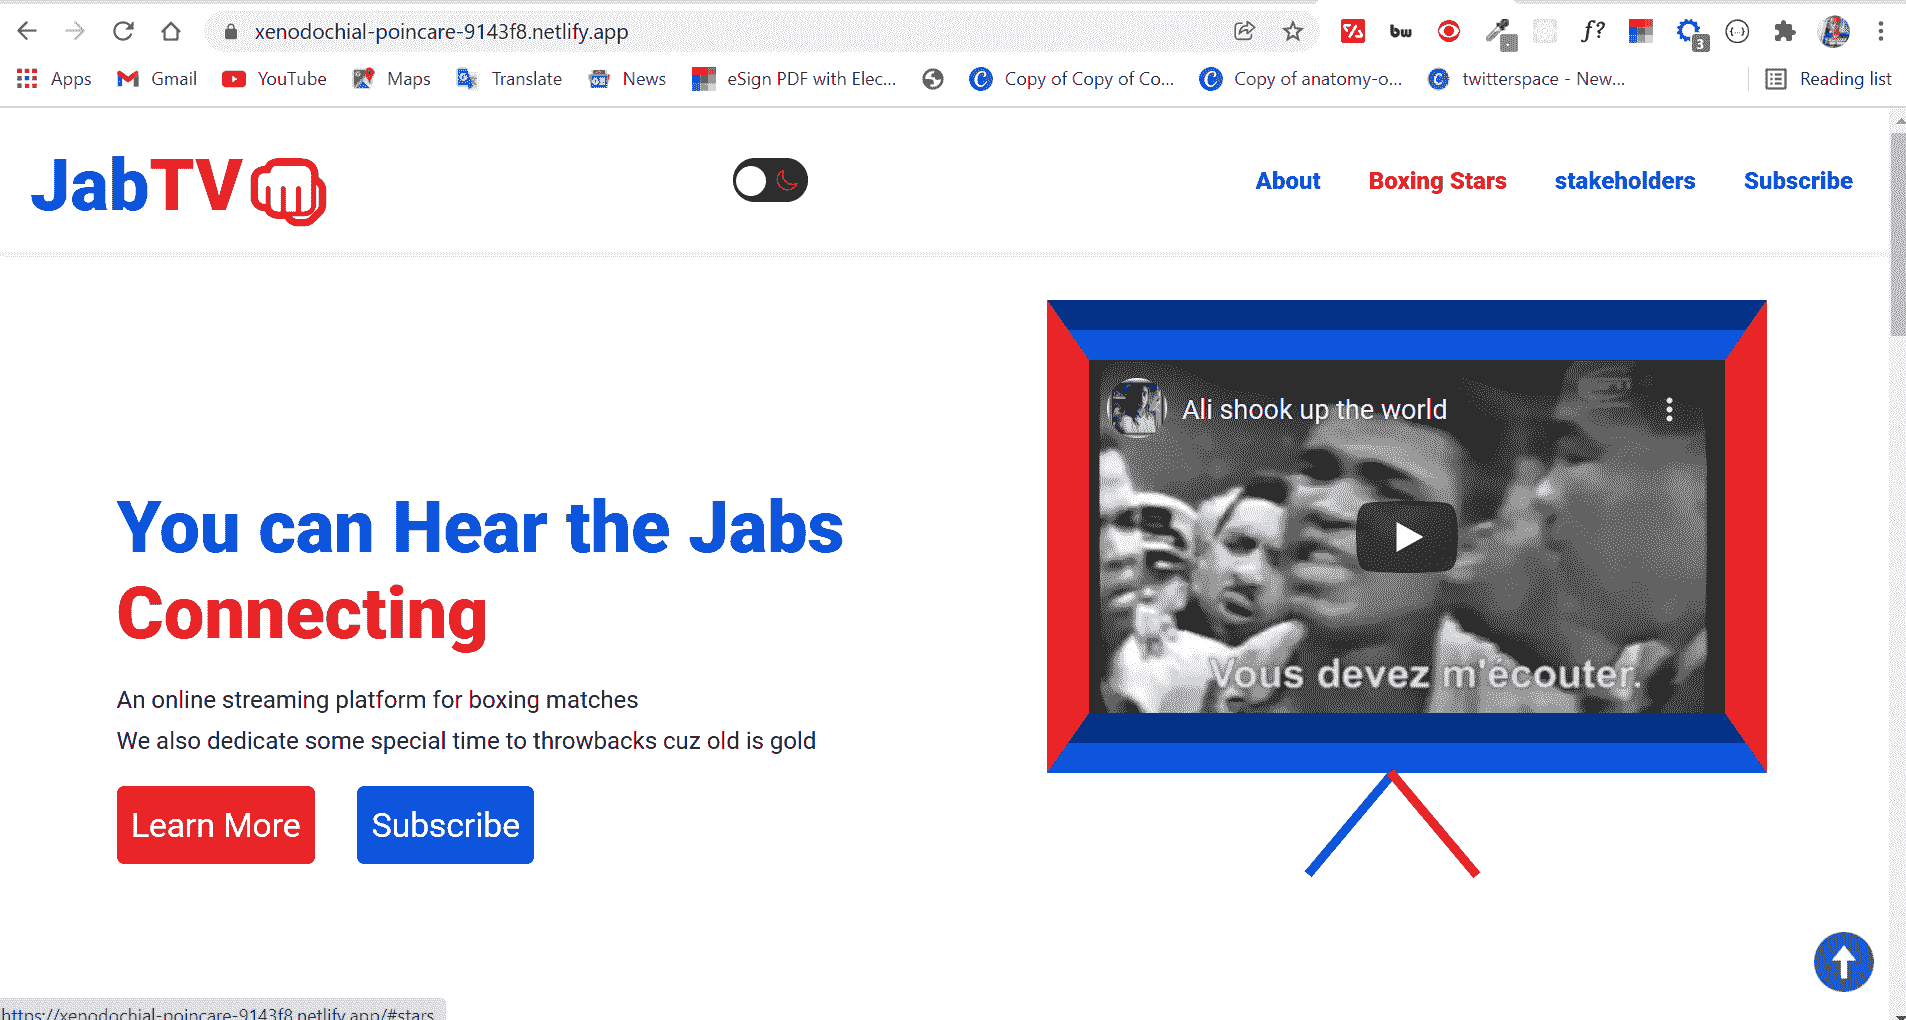 xenodochial-poincare-9143f8.netlify.app
bw
f?
3
Apps
Gmail
YouTube
Maps
Translate
News
eSign PDF with Elec...
Copy of Copy of Co...
Copy of anatomy-o...
twitterspace - New...
Reading list
JabTV
About
Boxing Stars
stakeholders
Subscribe
Ali shook up the world
Vous devez m'écouter.
You can Hear the Jabs
Connecting
An online streaming platform for boxing matches
We also dedicate some special time to throwbacks cuz old is gold
Learn More
Subscribe
https://xenodochial-poincare-9143f8.netlify.app/#stars